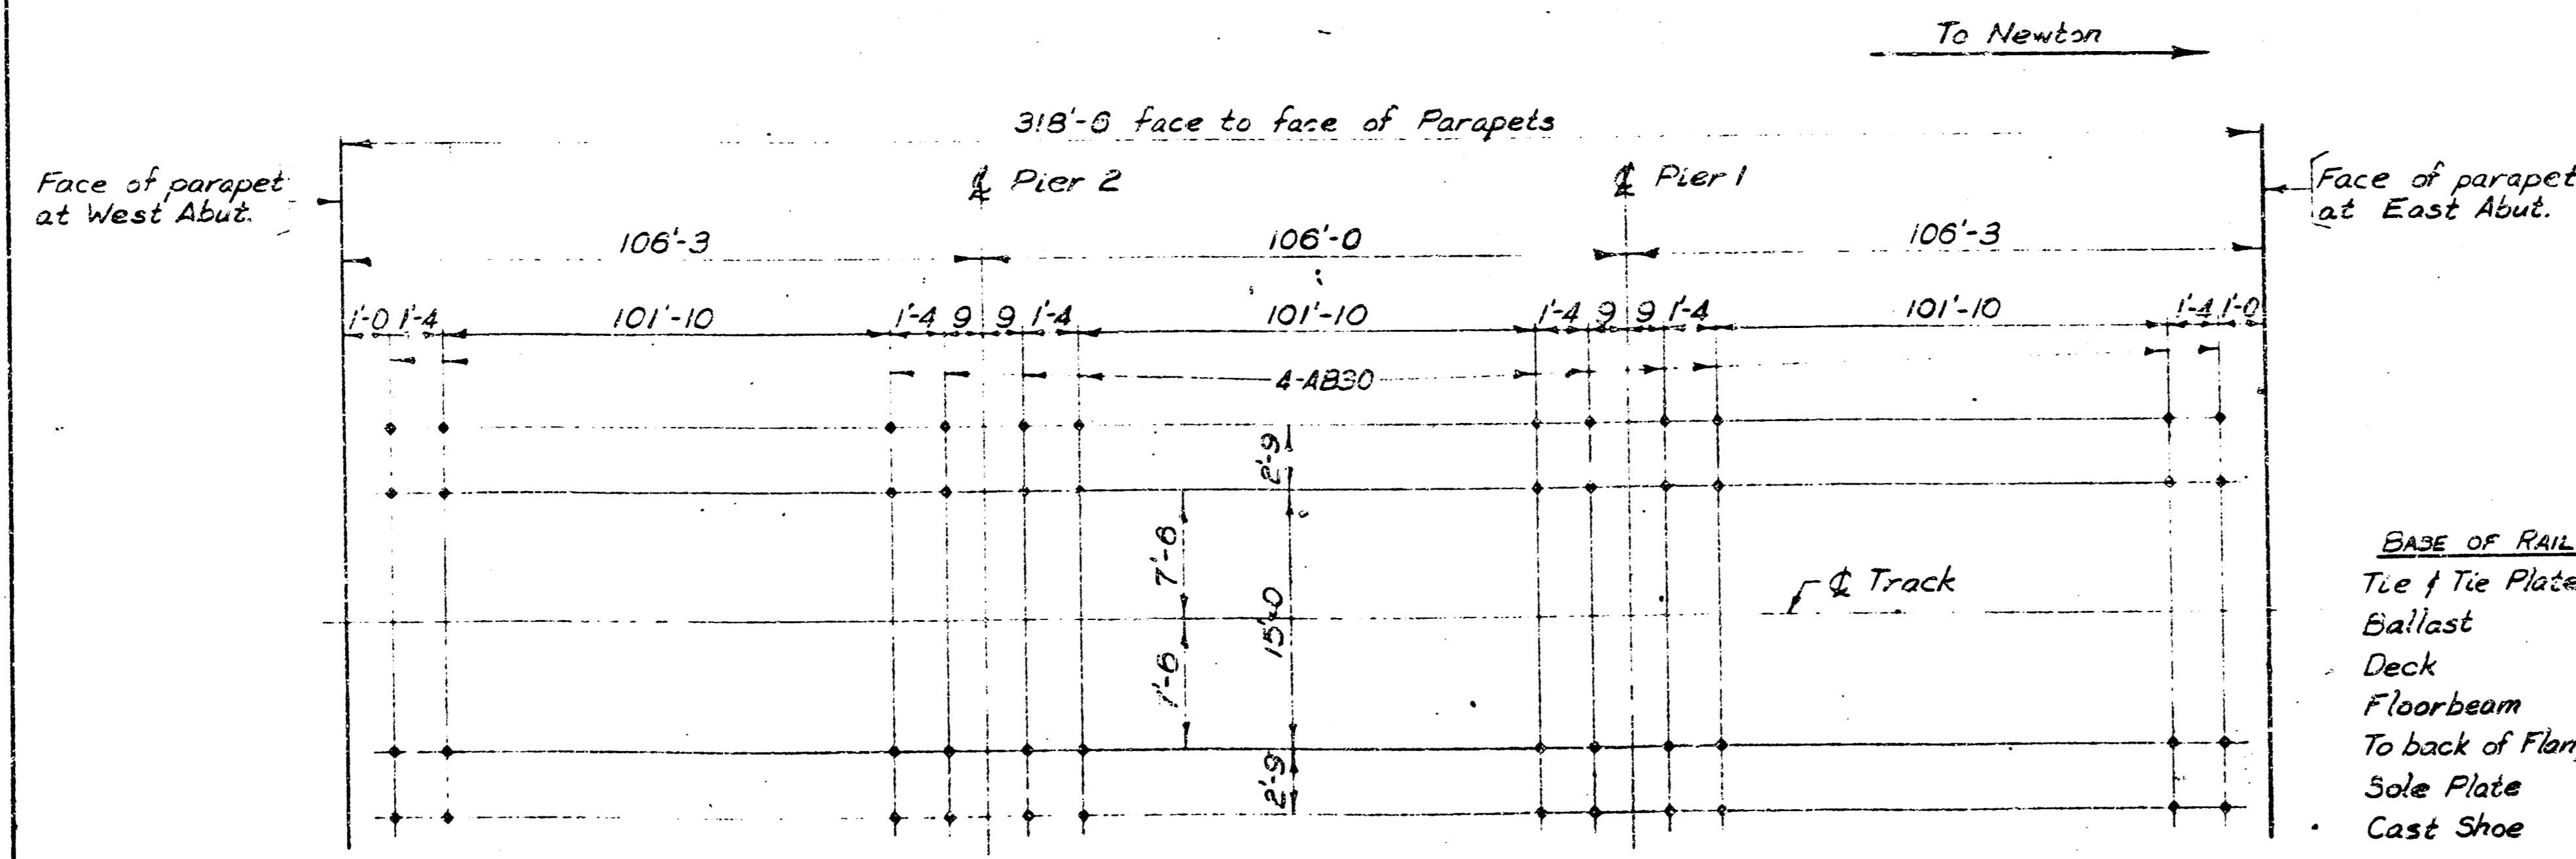 To Newton
318'-6 face to face of Parapets
Face of parapet
at West Abut.
℄ Pier 2
℄ Pier 1
Face of parapet
at East Abut.
106'-3
106'-0
106'-3
1'-0 1'-4
101'-10
1'-4 9 9 1'-4
101'-10
1'-4 9 9 1'-4
101'-10
1'-4 1'-0
4-AB30
2'-9
7'-6
15'-0
℄ Track
1'-6
2'-9
BASE OF RAIL
Tie & Tie Plate
Ballast
Deck
Floorbeam
To back of Flan
Sole Plate
Cast Shoe